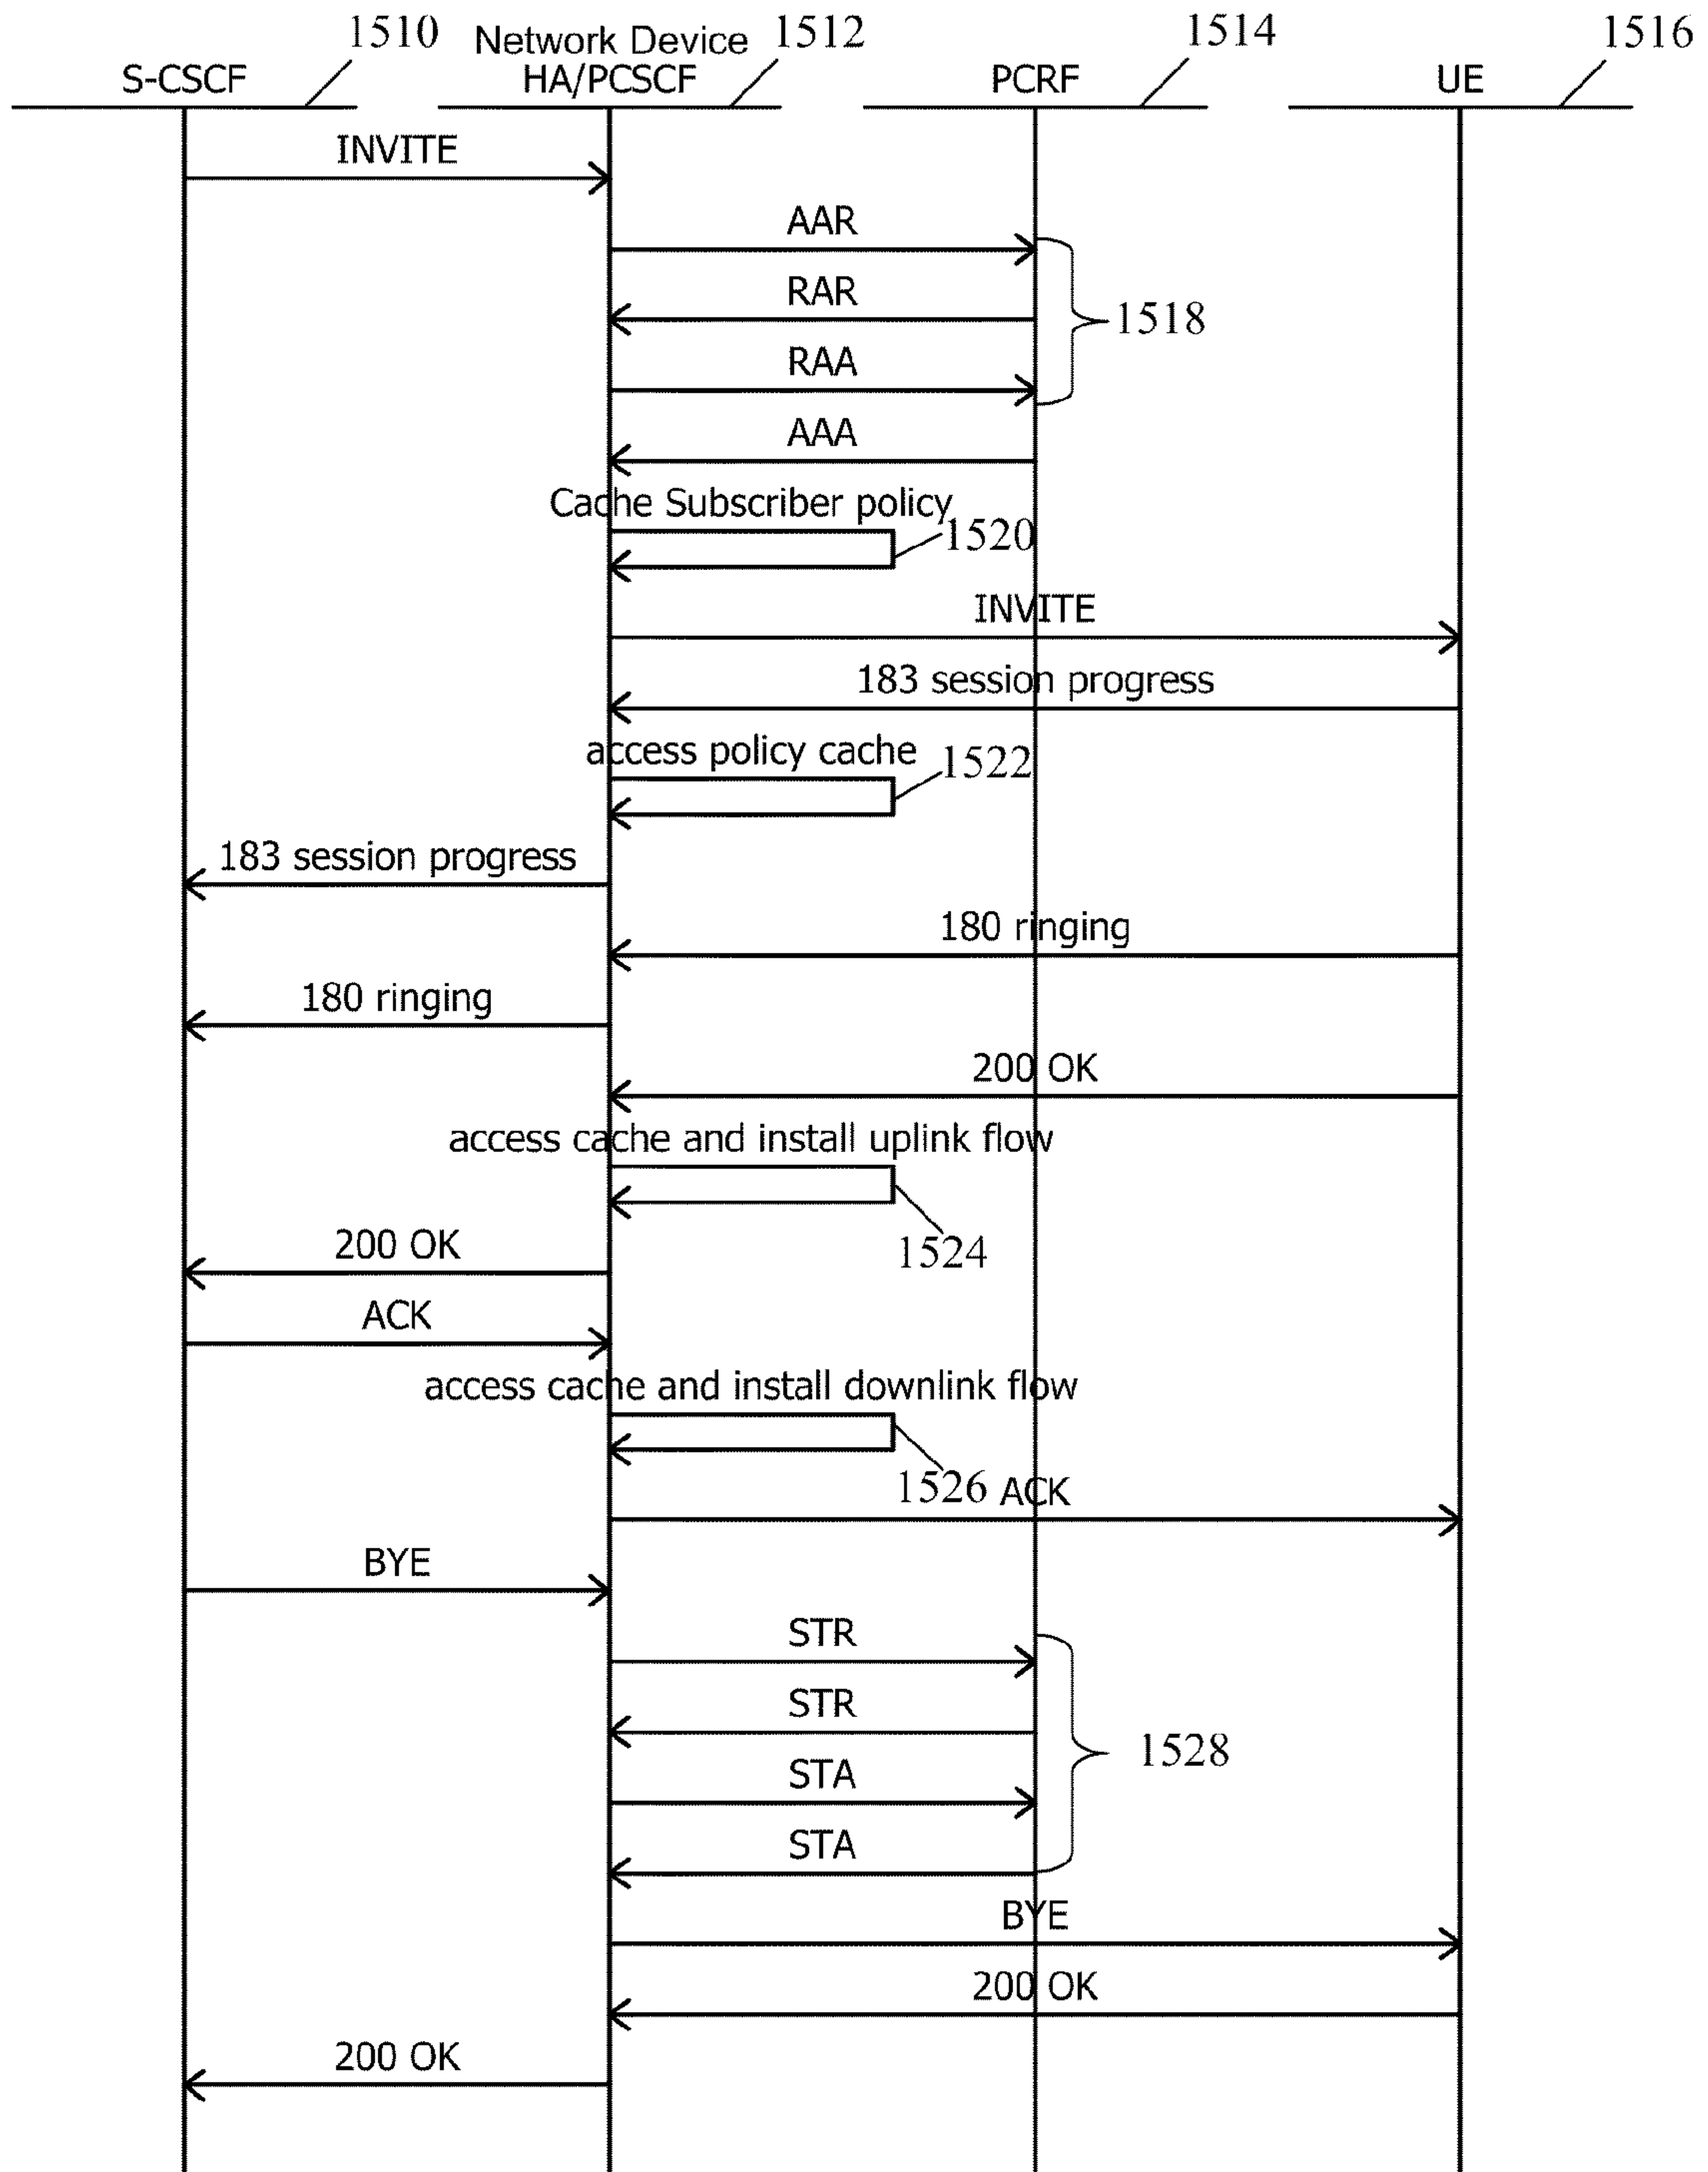 1510 Network Device 1512 1514 1516
S-CSCF HA/PCSCF PCRF UE
INVITE
AAR
RAR
1518
RAA
AAA
Cache Subscriber policy
1520
INVITE
183 session progress
access policy cache
1522
183 session progress
180 ringing
180 ringing
200 OK
access cache and install uplink flow
200 OK
1524
ACK
access cache and install downlink flow
1526 ACK
BYE
STR
STR
1528
STA
STA
BYE
200 OK
200 OK